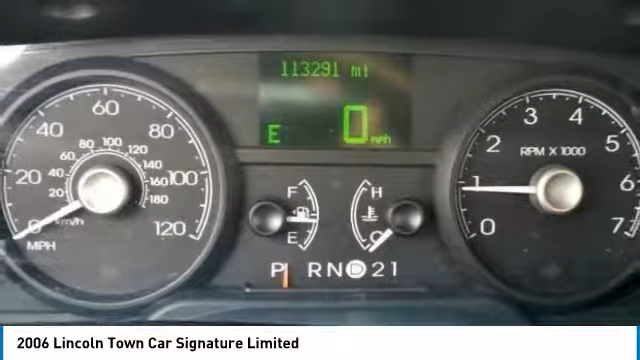 113291 mi
E 0 mph
0 20 40 60 80 100 120
20 40 60 80 100 120 140 160 180
km/h
MPH
F
E
H
C
P R N D 2 1
0 1 2 3 4 5 6 7
RPM X 1000
2006 Lincoln Town Car Signature Limited